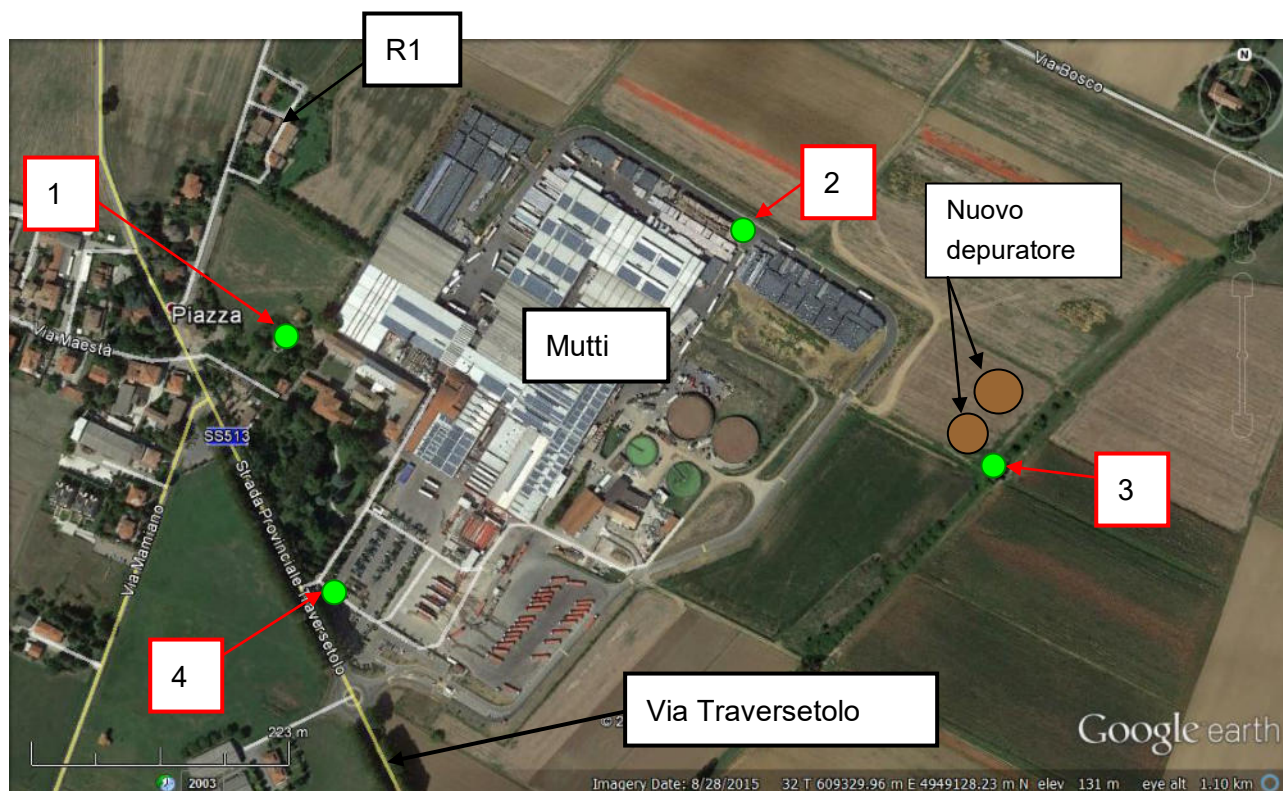 R1
N
Via Bosco
1
2
Nuovo
depuratore
Piazza
Via Maestà
Mutti
SS513
3
Via Mamiano
Strada Provinciale Traversetolo
4
Via Traversetolo
223 m
© 2
Google earth
2003
Imagery Date: 8/28/2015 32 T 609329.96 m E 4949128.23 m N elev 131 m eye alt 1.10 km